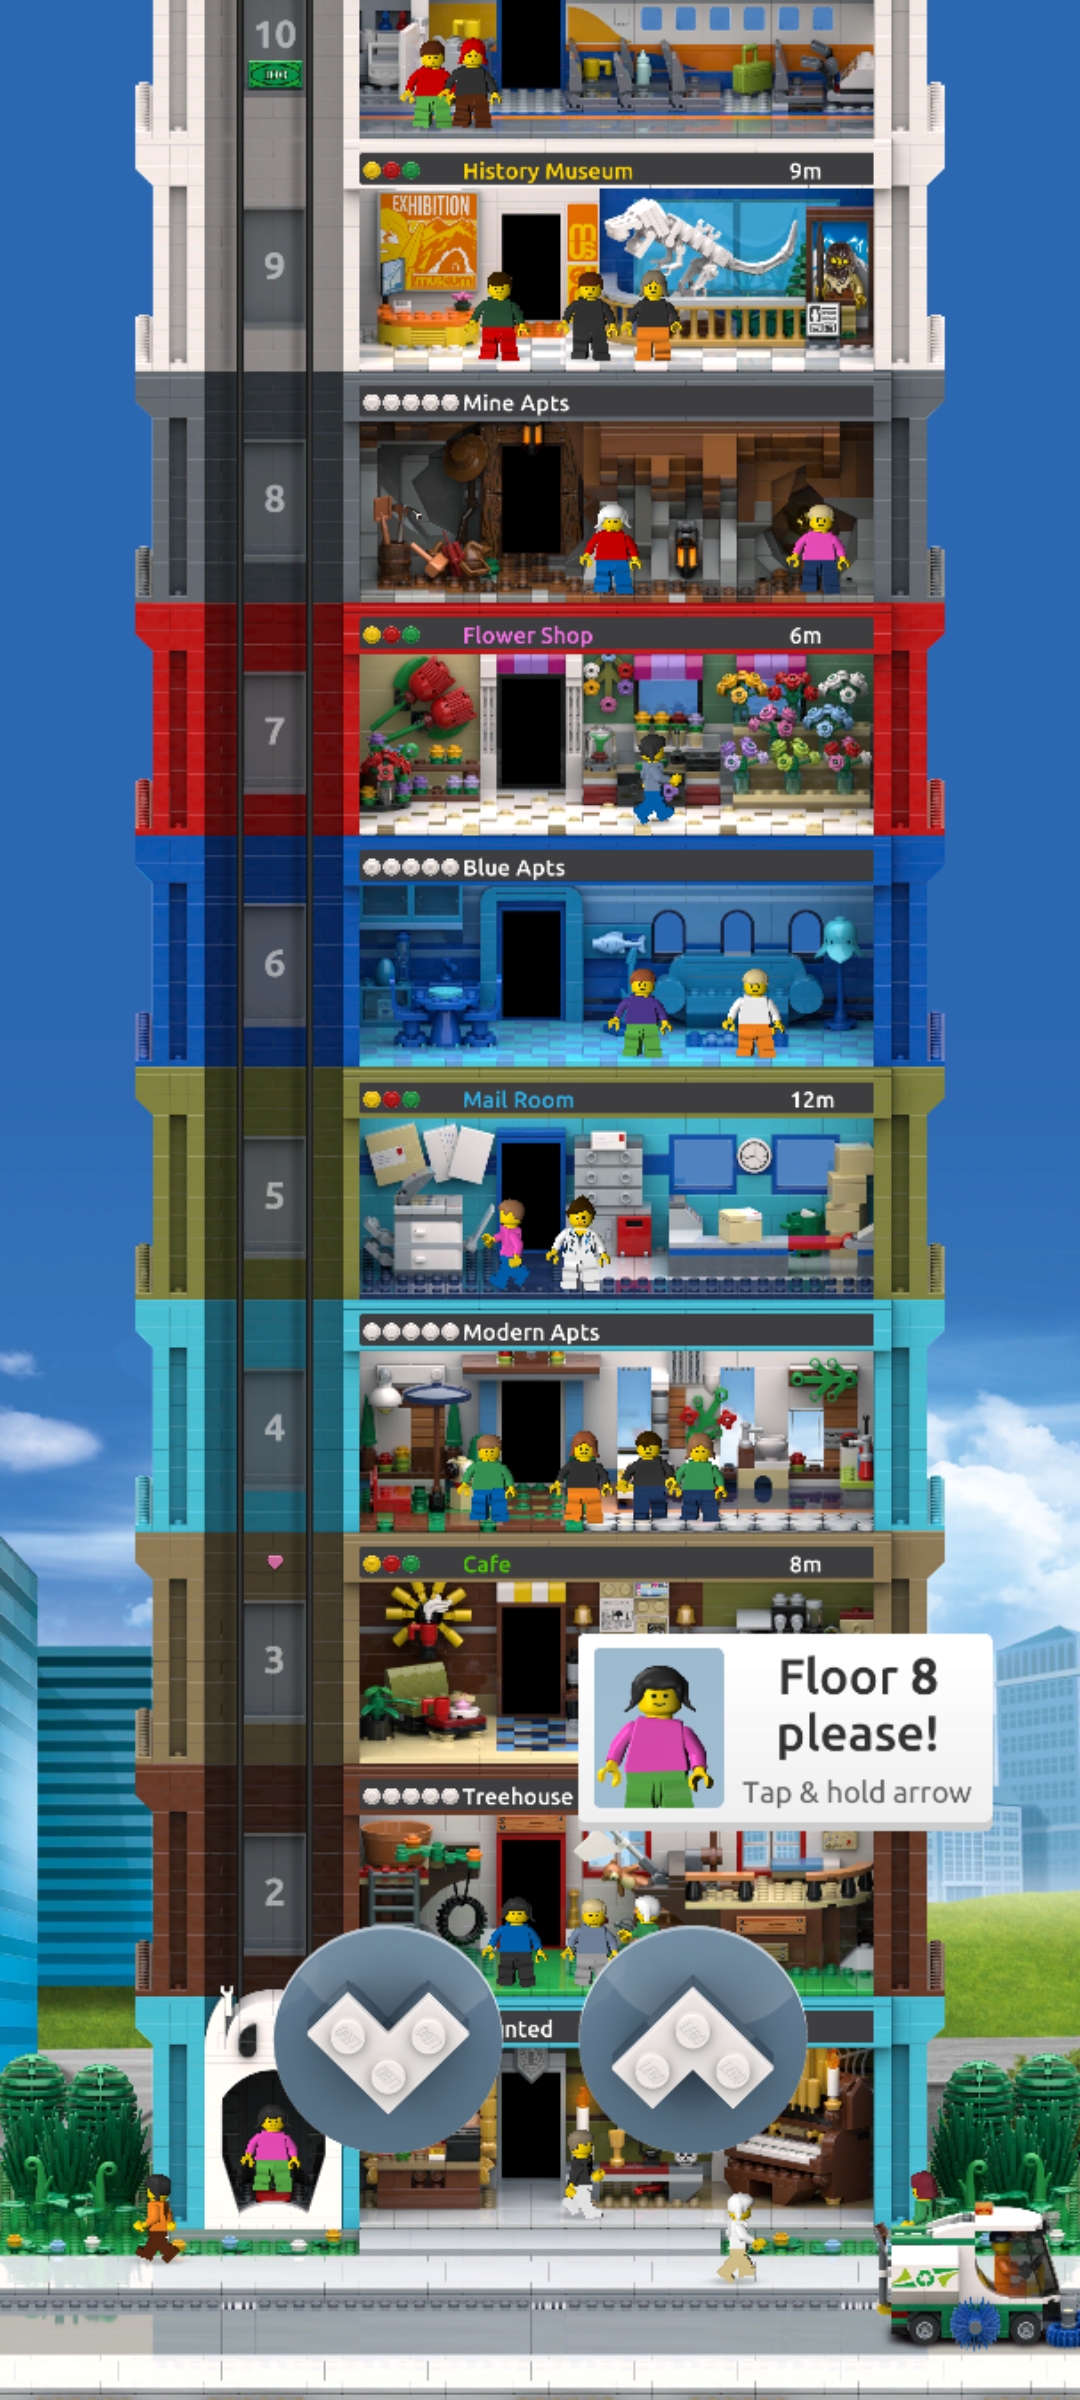 10
History Museum 9m
EXHIBITION
museum
9
Mine Apts
8
Flower Shop 6m
7
Blue Apts
6
Mail Room 12m
5
Modern Apts
4
Cafe 8m
3
Floor 8
please!
Tap & hold arrow
Treehouse
2
nted